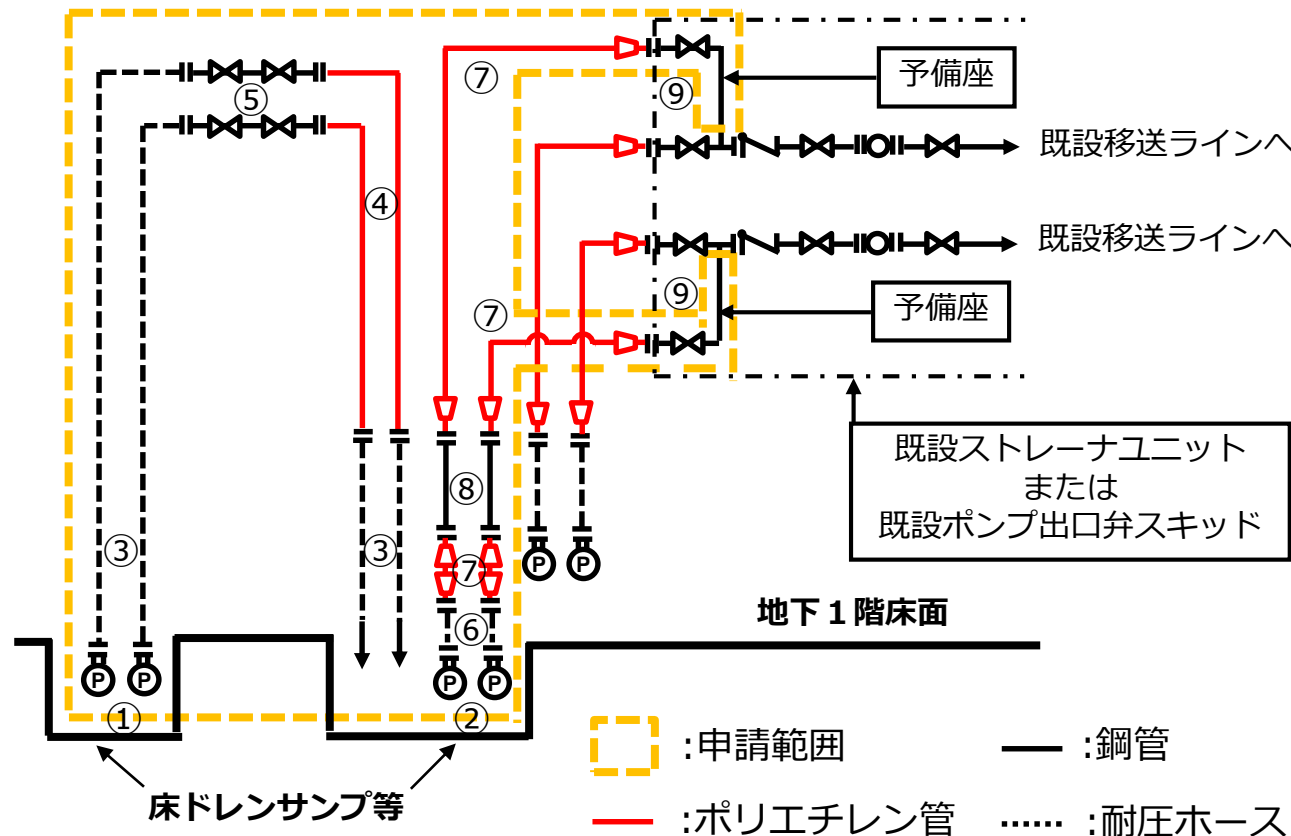 ⑦
⑨
予備座
⑤
既設移送ラインへ
④
既設移送ラインへ
⑨
予備座
⑦
既設ストレーナユニット
または
既設ポンプ出口弁スキッド
⑧
③
③
⑦
P
P
地下1階床面
⑥
P
P
P
P
①
②
:申請範囲
:鋼管
床ドレンサンプ等
:ポリエチレン管
:耐圧ホース